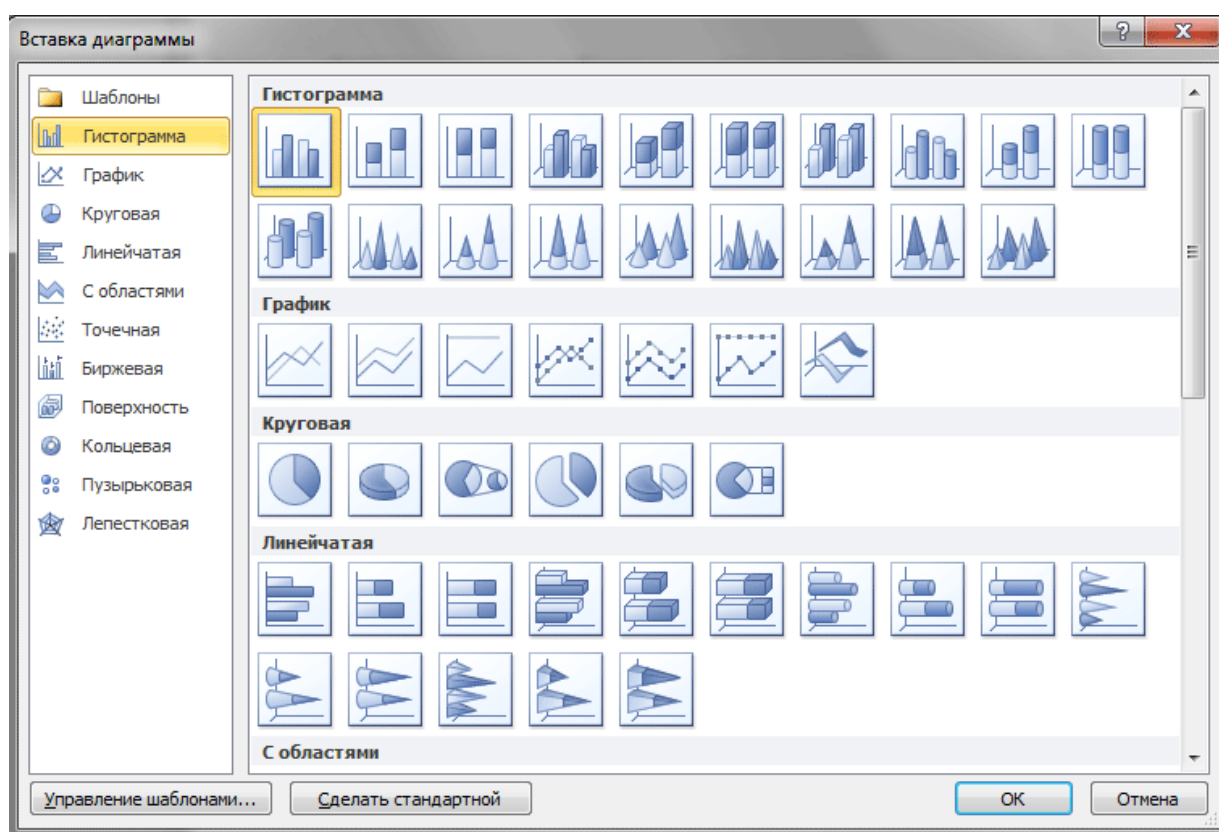 Вставка диаграммы
Шаблоны
Гистограмма
График
Круговая
Линейчатая
С областями
Точечная
Биржевая
Поверхность
Кольцевая
Пузырьковая
Лепестковая
Гистограмма
График
Круговая
Линейчатая
С областями
Управление шаблонами...
Сделать стандартной
ОК
Отмена